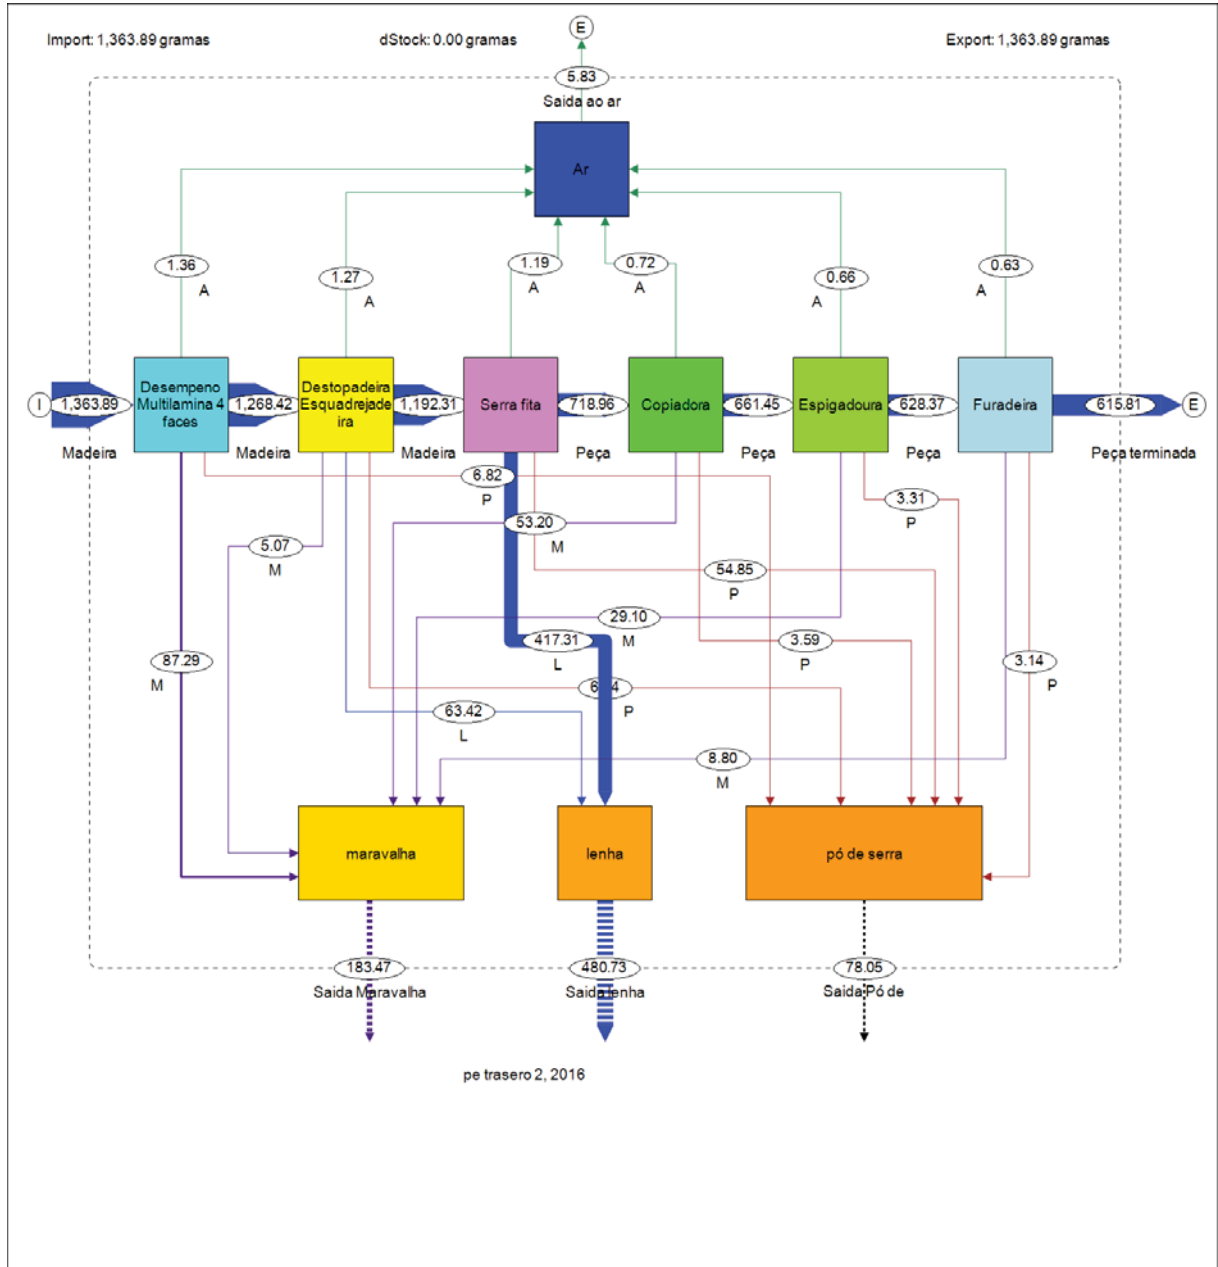 E
Import: 1,363.89 gramas
dStock: 0.00 gramas
Export: 1,363.89 gramas
5.83
Saida ao ar
Ar
1.36
A
1.27
A
1.19
A
0.72
A
0.66
A
0.63
A
I
1,363.89
Madeira
Desempeno
Multilamina 4
faces
1,268.42
Madeira
Destopadeira
Esquadrejade
ira
1,192.31
Madeira
Serra fita
718.96
Peça
Copiadora
661.45
Peça
Espigadoura
628.37
Peça
Furadeira
615.81
Peça terminada
E
6.82
P
3.31
P
53.20
M
5.07
M
54.85
P
29.10
M
417.31
L
3.59
P
87.29
M
3.14
P
P
63.42
L
8.80
M
maravalha
lenha
pó de serra
183.47
Saida Maravalha
480.73
Saida lenha
78.05
Saida Pó de
pe trasero 2, 2016